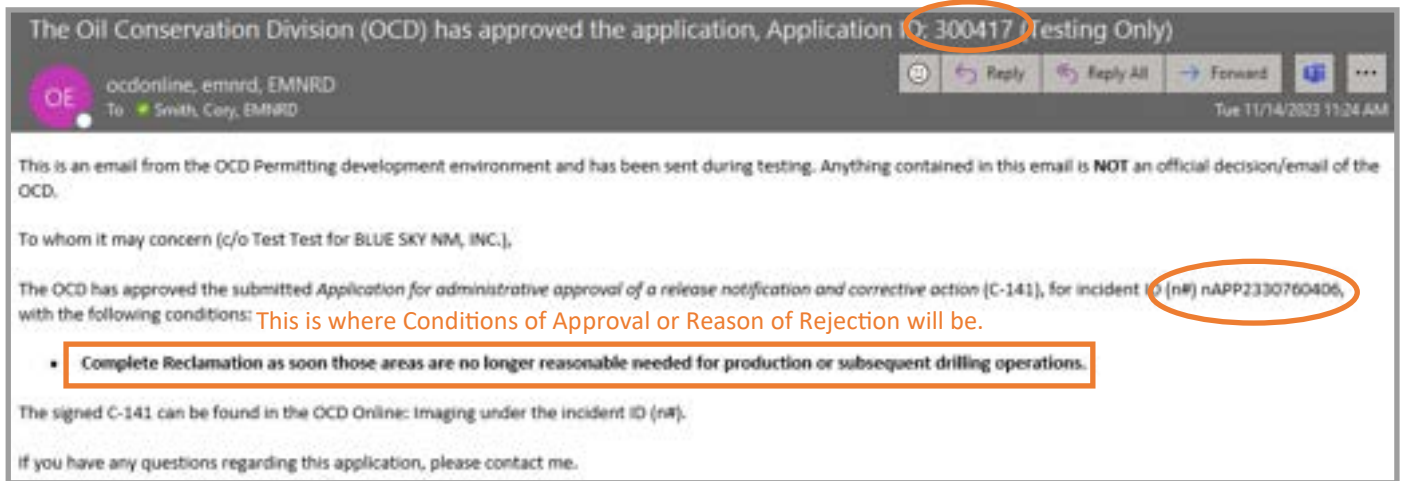 The Oil Conservation Division (OCD) has approved the application, Application ID: 300417 (Testing Only)
OE
ocdonline, emnrd, EMNRD
To Smith, Cory, EMNRD
Reply
Reply All
Forward
Tue 11/14/2023 11:24 AM
This is an email from the OCD Permitting development environment and has been sent during testing. Anything contained in this email is NOT an official decision/email of the
OCD.
To whom it may concern (c/o Test Test for BLUE SKY NM, INC.),
The OCD has approved the submitted Application for administrative approval of a release notification and corrective action (C-141), for incident ID (n#) nAPP2330760406,
with the following conditions: This is where Conditions of Approval or Reason of Rejection will be.
• Complete Reclamation as soon those areas are no longer reasonable needed for production or subsequent drilling operations.
The signed C-141 can be found in the OCD Online: Imaging under the incident ID (n#).
If you have any questions regarding this application, please contact me.